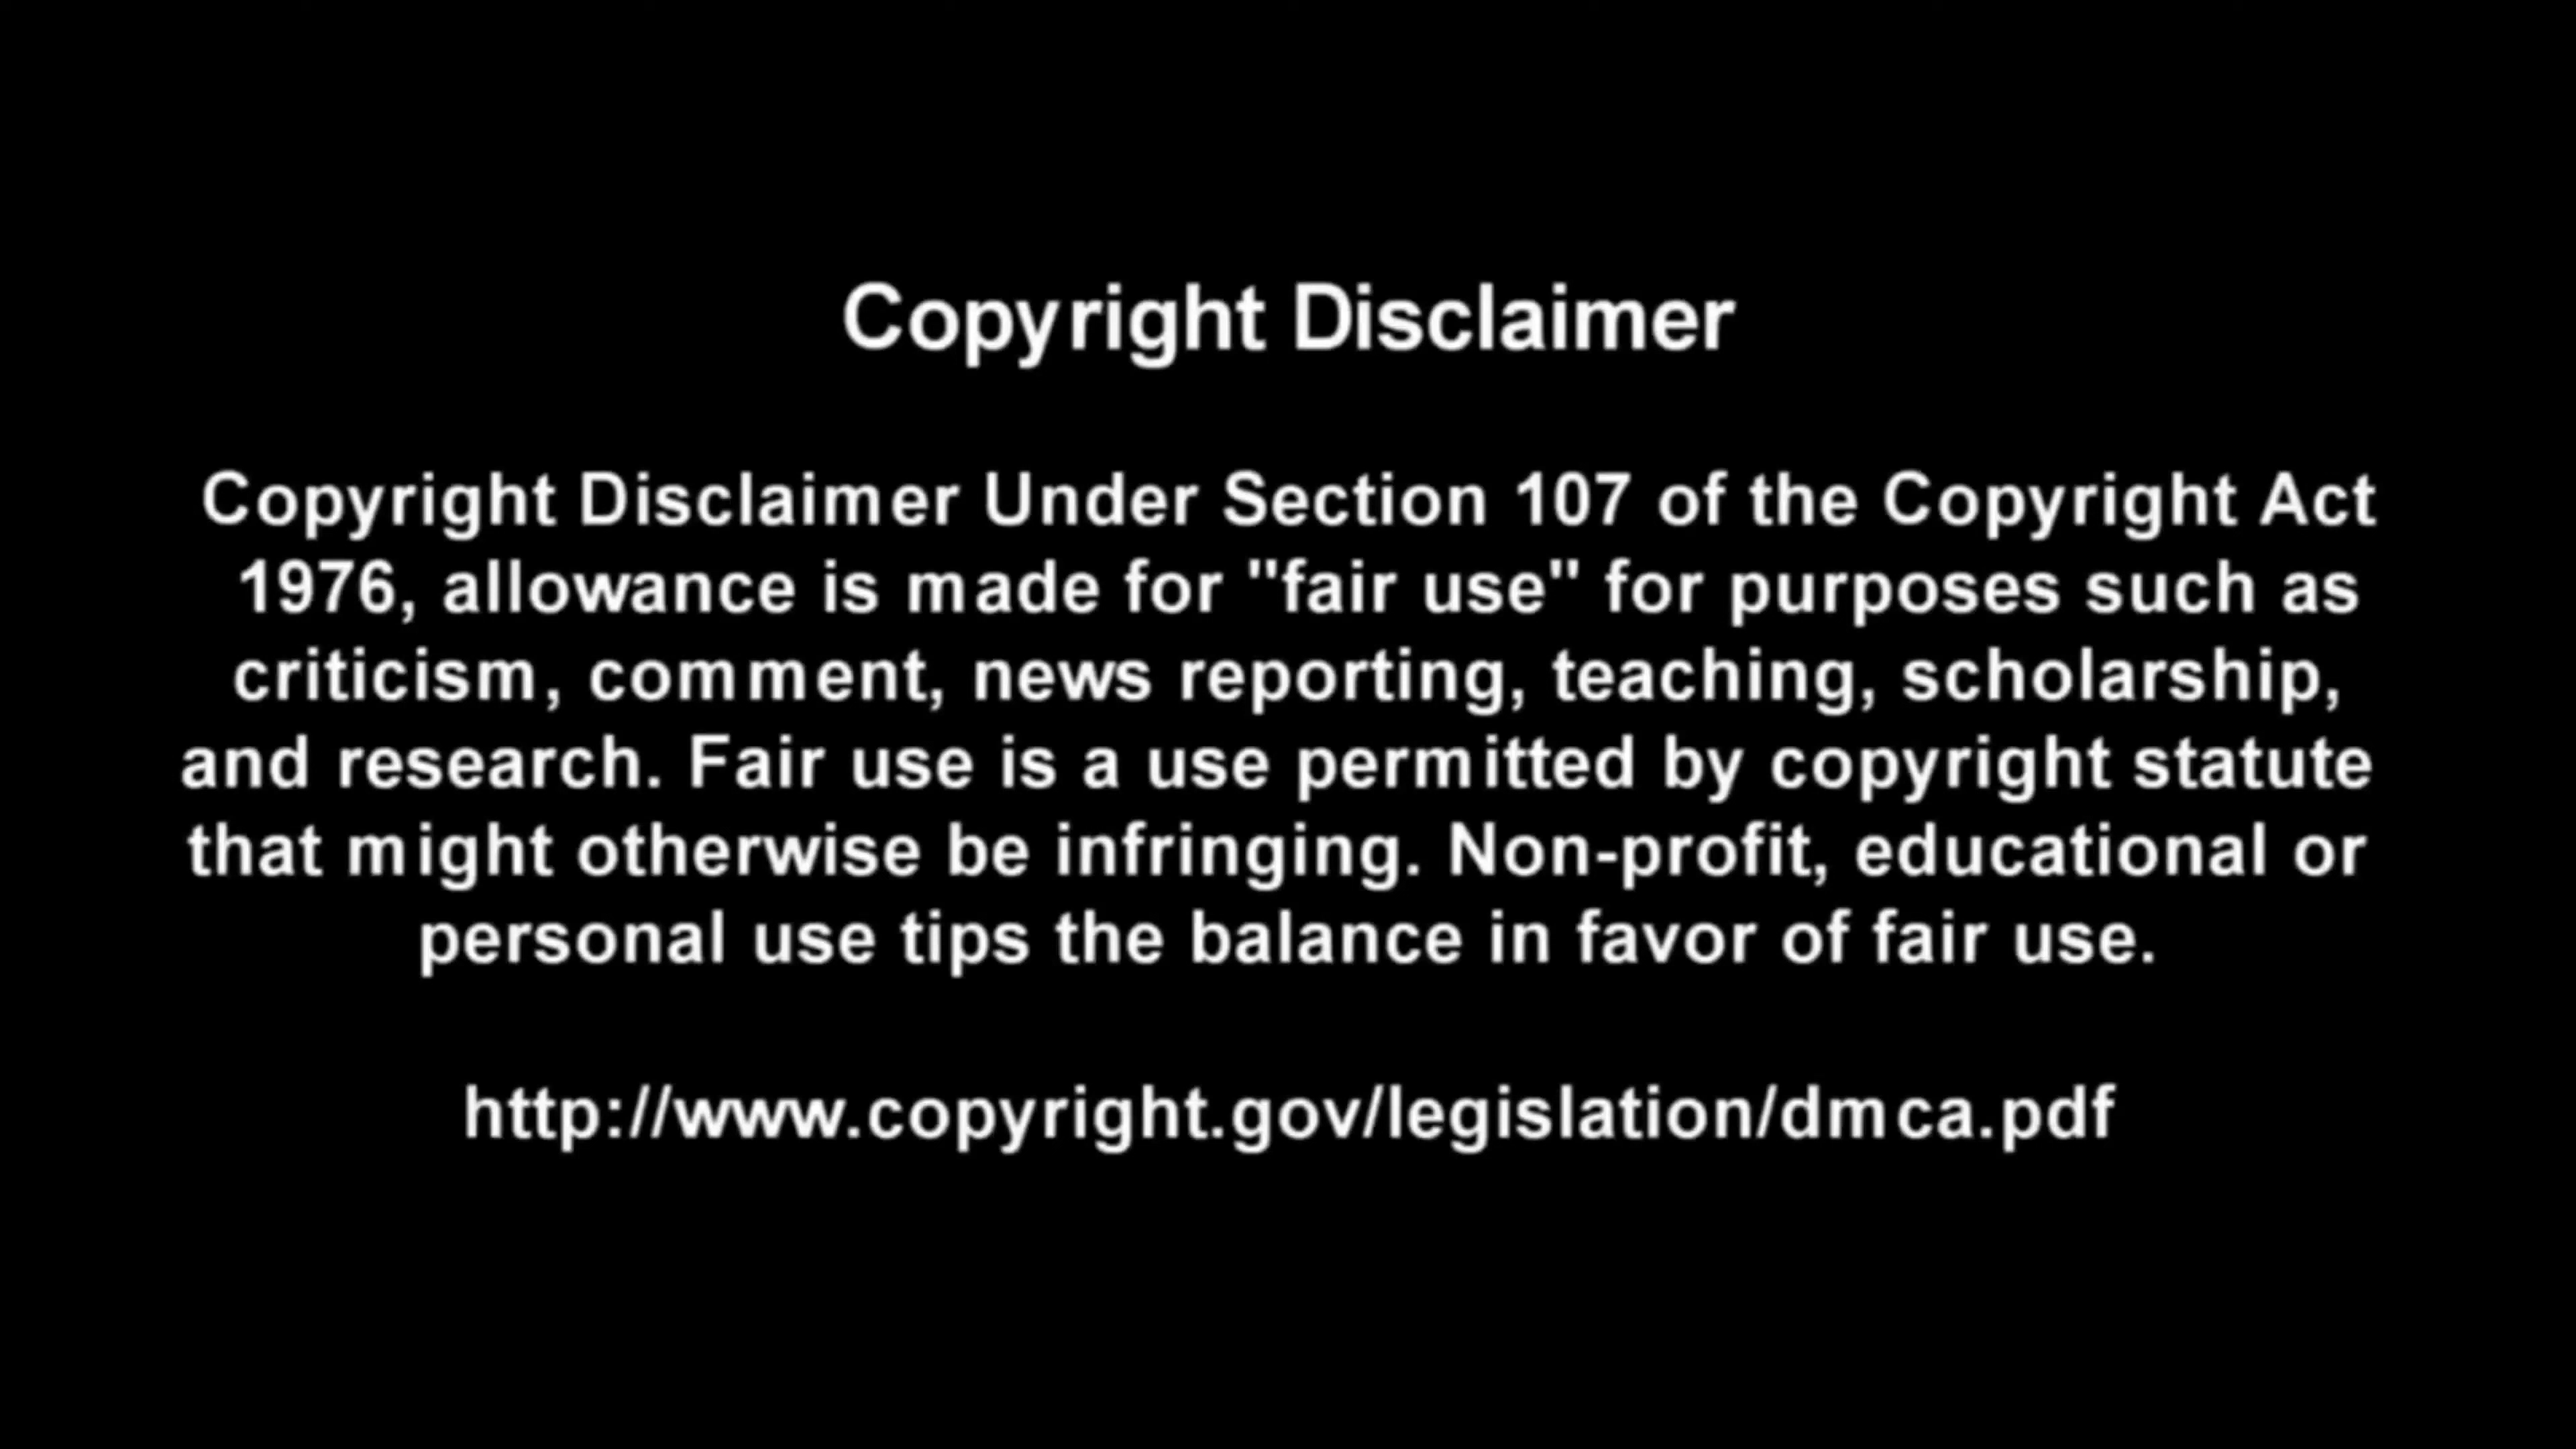 Copyright Disclaimer
Copyright Disclaimer Under Section 107 of the Copyright Act
1976, allowance is made for "fair use" for purposes such as
criticism, comment, news reporting, teaching, scholarship,
and research. Fair use is a use permitted by copyright statute
that might otherwise be infringing. Non-profit, educational or
personal use tips the balance in favor of fair use.
http://www.copyright.gov/legislation/dmca.pdf